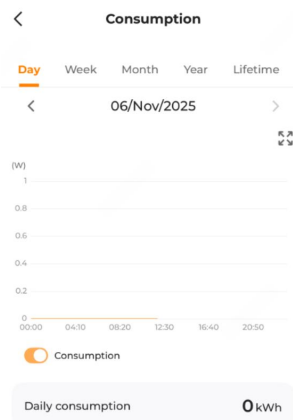 Consumption
Day Week Month Year Lifetime
06/Nov/2025
(W)
1
0.8
0.6
0.4
0.2
0
00:00 04:10 08:20 12:30 16:40 20:50
Consumption
Daily consumption 0 kWh